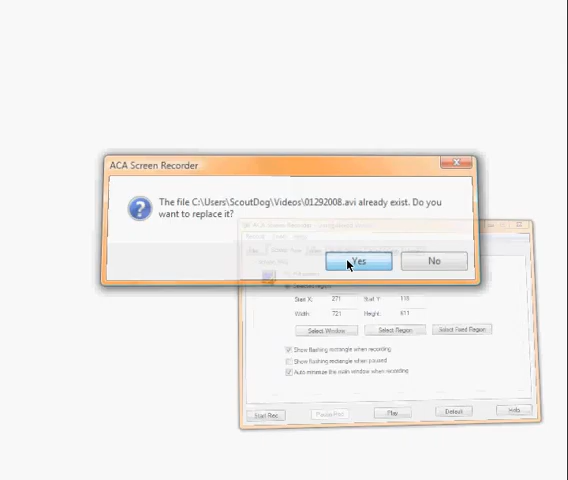 ACA Screen Recorder
The file C:\Users\ScoutDog\Videos\01292008.avi already exist. Do you
want to replace it?
Yes
No
Start X: 271
Start Y: 118
Width: 721
Height: 611
Select Window
Select Region
Select Fixed Region
Show flashing rectangle when recording
Show flashing rectangle when paused
Auto minimize the main window when recording
Start Rec
Pause Rec
Play
Default
Help